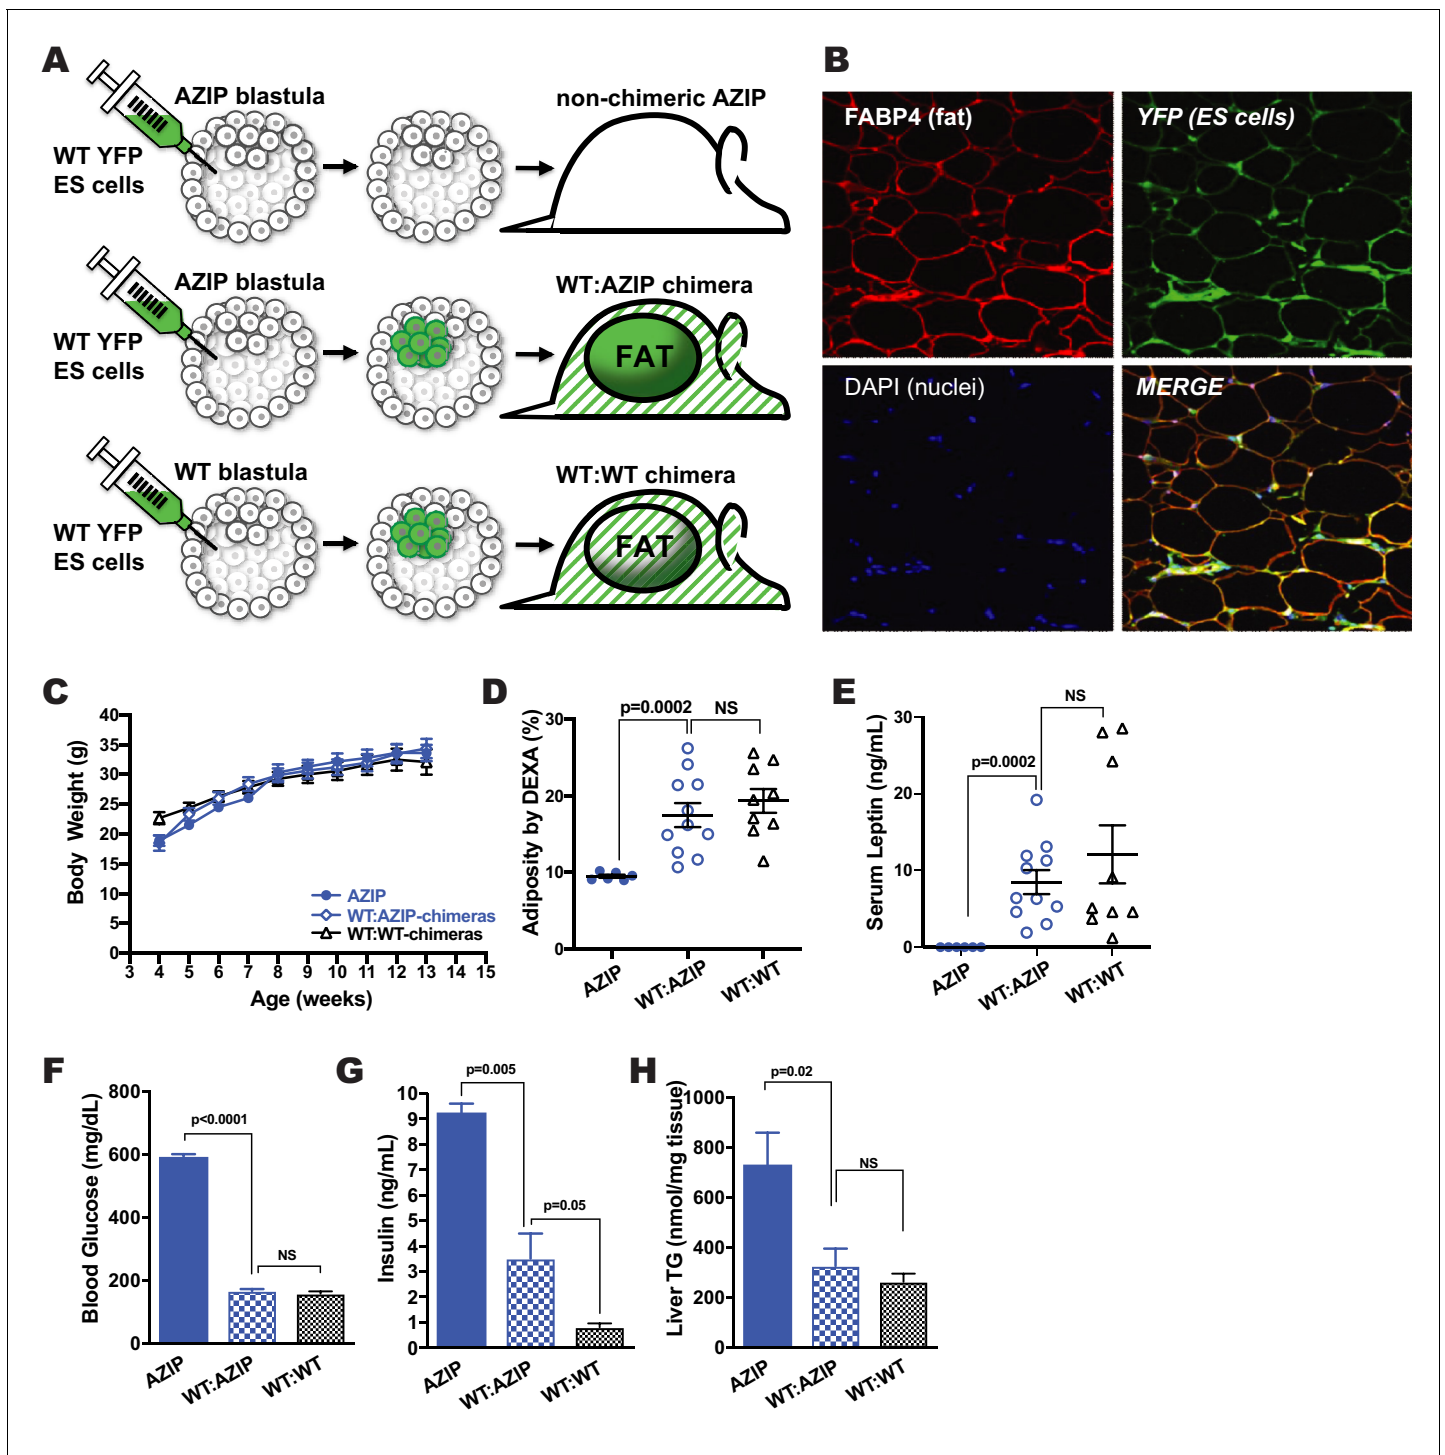 A
AZIP blastula
WT YFP
ES cells
non-chimeric AZIP
AZIP blastula
WT YFP
ES cells
WT:AZIP chimera
FAT
WT blastula
WT YFP
ES cells
WT:WT chimera
FAT
B
FABP4 (fat)
YFP (ES cells)
DAPI (nuclei)
MERGE
C
Body Weight (g)
40
35
30
25
20
15
10
5
0
3 4 5 6 7 8 9 10 11 12 13 14 15
Age (weeks)
AZIP
WT:AZIP-chimeras
WT:WT-chimeras
D
Adiposity by DEXA (%)
30
20
10
0
p=0.0002
NS
AZIP
WT:AZIP
WT:WT
E
Serum Leptin (ng/mL)
30
20
10
0
p=0.0002
NS
AZIP
WT:AZIP
WT:WT
F
Blood Glucose (mg/dL)
800
600
400
200
0
p<0.0001
NS
AZIP
WT:AZIP
WT:WT
G
Insulin (ng/mL)
10
9
8
7
6
5
4
3
2
1
0
p=0.005
p=0.05
AZIP
WT:AZIP
WT:WT
H
Liver TG (nmol/mg tissue)
1000
800
600
400
200
0
p=0.02
NS
AZIP
WT:AZIP
WT:WT